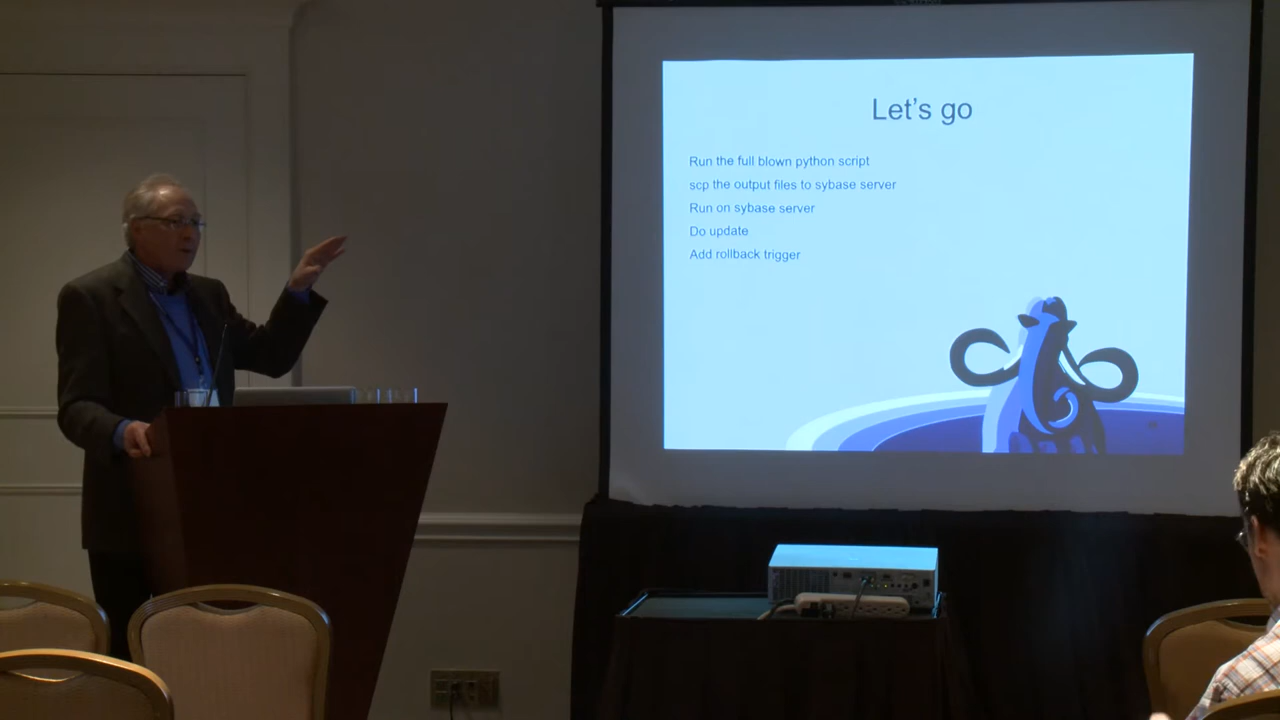 Let's go
Run the full blown python script
scp the output files to sybase server
Run on sybase server
Do update
Add rollback trigger